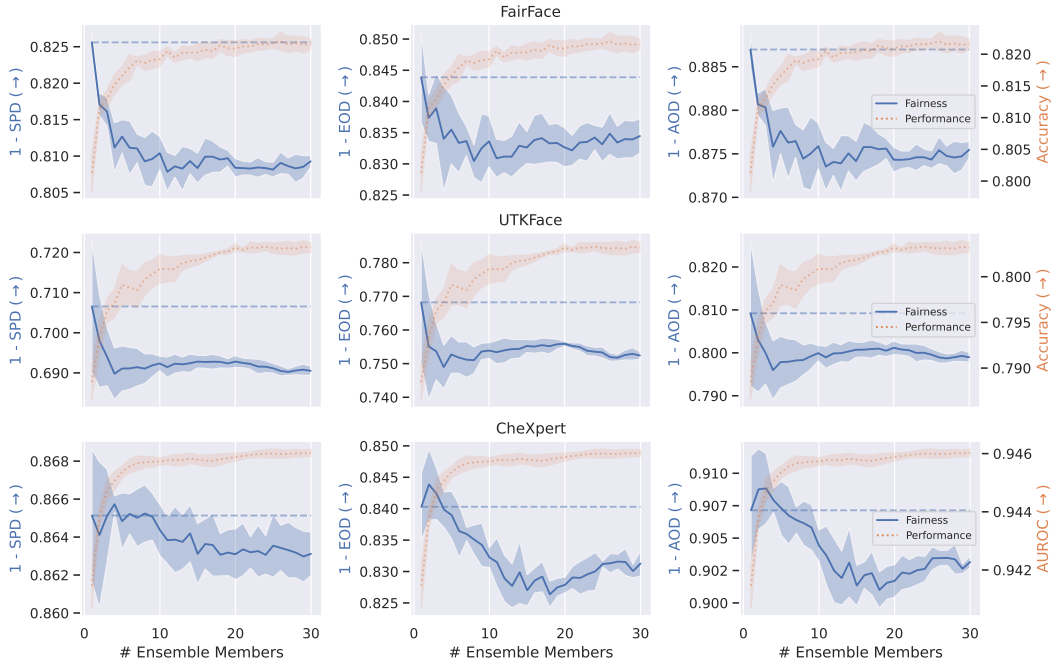 FairFace
0.825
0.820
0.815
0.810
0.805
1 - SPD (→)
0.850
0.845
0.840
0.835
0.830
0.825
1 - EOD (→)
0.885
0.880
0.875
0.870
1 - AOD (→)
Fairness
Performance
0.820
0.815
0.810
0.805
0.800
Accuracy (→)
UTKFace
0.720
0.710
0.700
0.690
1 - SPD (→)
0.780
0.770
0.760
0.750
0.740
1 - EOD (→)
0.820
0.810
0.800
0.790
1 - AOD (→)
Fairness
Performance
0.800
0.795
0.790
Accuracy (→)
CheXpert
0.868
0.866
0.864
0.862
0.860
1 - SPD (→)
0 10 20 30
# Ensemble Members
0.850
0.845
0.840
0.835
0.830
0.825
1 - EOD (→)
0 10 20 30
# Ensemble Members
0.910
0.907
0.905
0.902
0.900
1 - AOD (→)
Fairness
Performance
0 10 20 30
# Ensemble Members
0.946
0.944
0.942
AUROC (→)